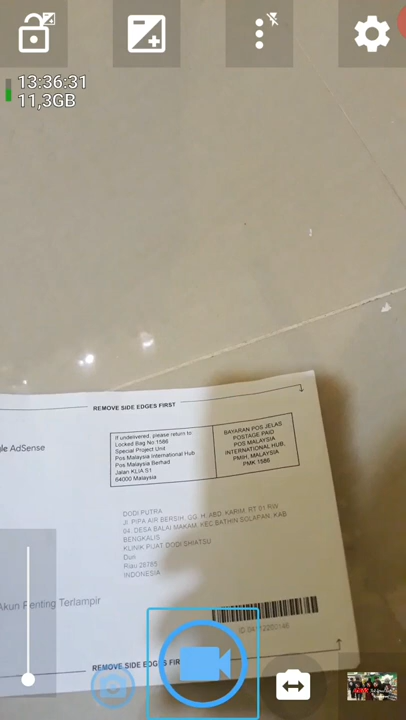 13:36:31
11,3GB
REMOVE SIDE EDGES FIRST
gle AdSense
If undelivered, please return to
Locked Bag No:1586
Special Project Unit
Pos Malaysia International Hub
Pos Malaysia Berhad
Jalan KLIA S1
64000 Malaysia
BAYARAN POS JELAS
POSTAGE PAID
POS MALAYSIA
INTERNATIONAL HUB,
PMIH, MALAYSIA
PMK 1586
DODI PUTRA
Jl. PIPA AIR BERSIH, GG. H. ABD. KARIM, RT 01 RW
04, DESA BALAI MAKAM, KEC.BATHIN SOLAPAN, KAB
BENGKALIS
KLINIK PIJAT DODI SHIATSU
Duri
Riau 28785
INDONESIA
Akun Penting Terlampir
ID
REMOVE SIDE EDGES FIR